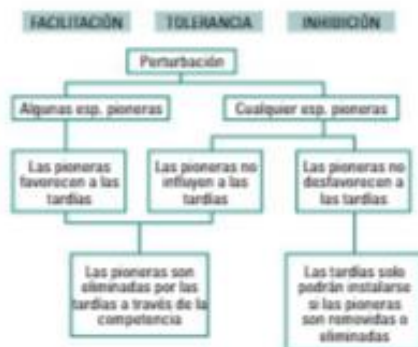 FACILITACIÓN TOLERANCIA INHIBICIÓN
Perturbación
Algunas esp. pioneras
Cualquier esp. pioneras
Las pioneras
favorecen a las
tardías
Las pioneras no
influyen a las
tardías
Las pioneras no
desfavorecen a
las tardías
Las pioneras son
eliminadas por las
tardías a través de la
competencia
Las tardías solo
podrán instalarse
si las pioneras
son removidas o
eliminadas